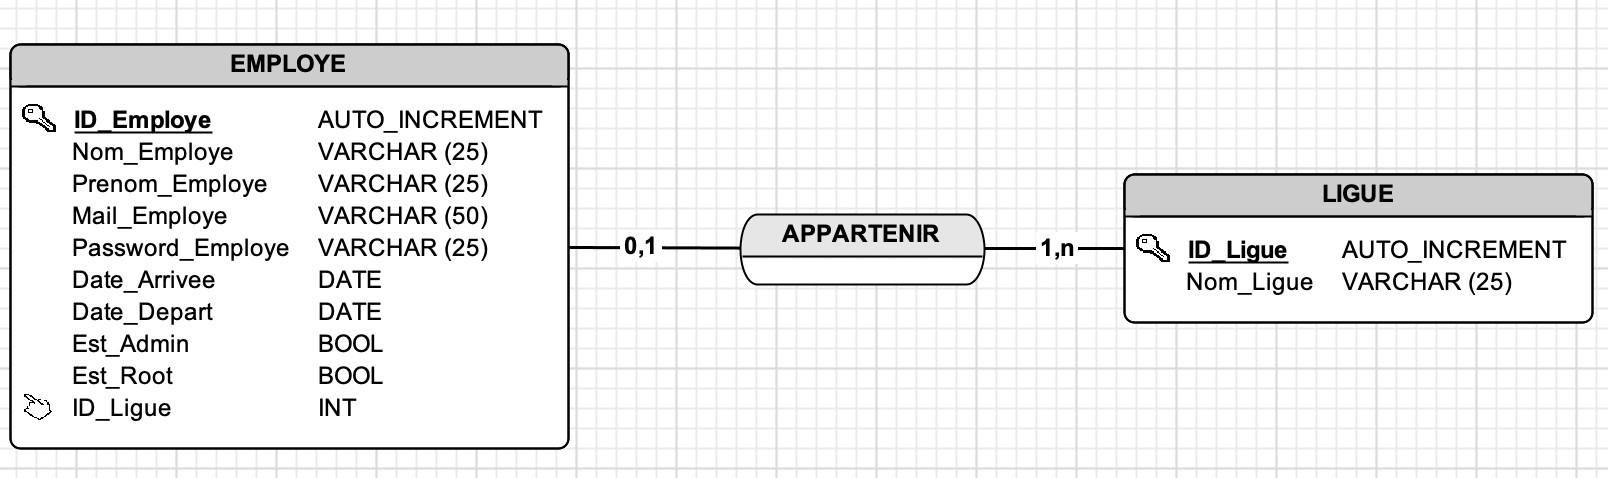 EMPLOYE
ID_Employe AUTO_INCREMENT
Nom_Employe VARCHAR (25)
Prenom_Employe VARCHAR (25)
Mail_Employe VARCHAR (50)
Password_Employe VARCHAR (25)
Date_Arrivee DATE
Date_Depart DATE
Est_Admin BOOL
Est_Root BOOL
ID_Ligue INT
0,1
APPARTENIR
1,n
LIGUE
ID_Ligue AUTO_INCREMENT
Nom_Ligue VARCHAR (25)